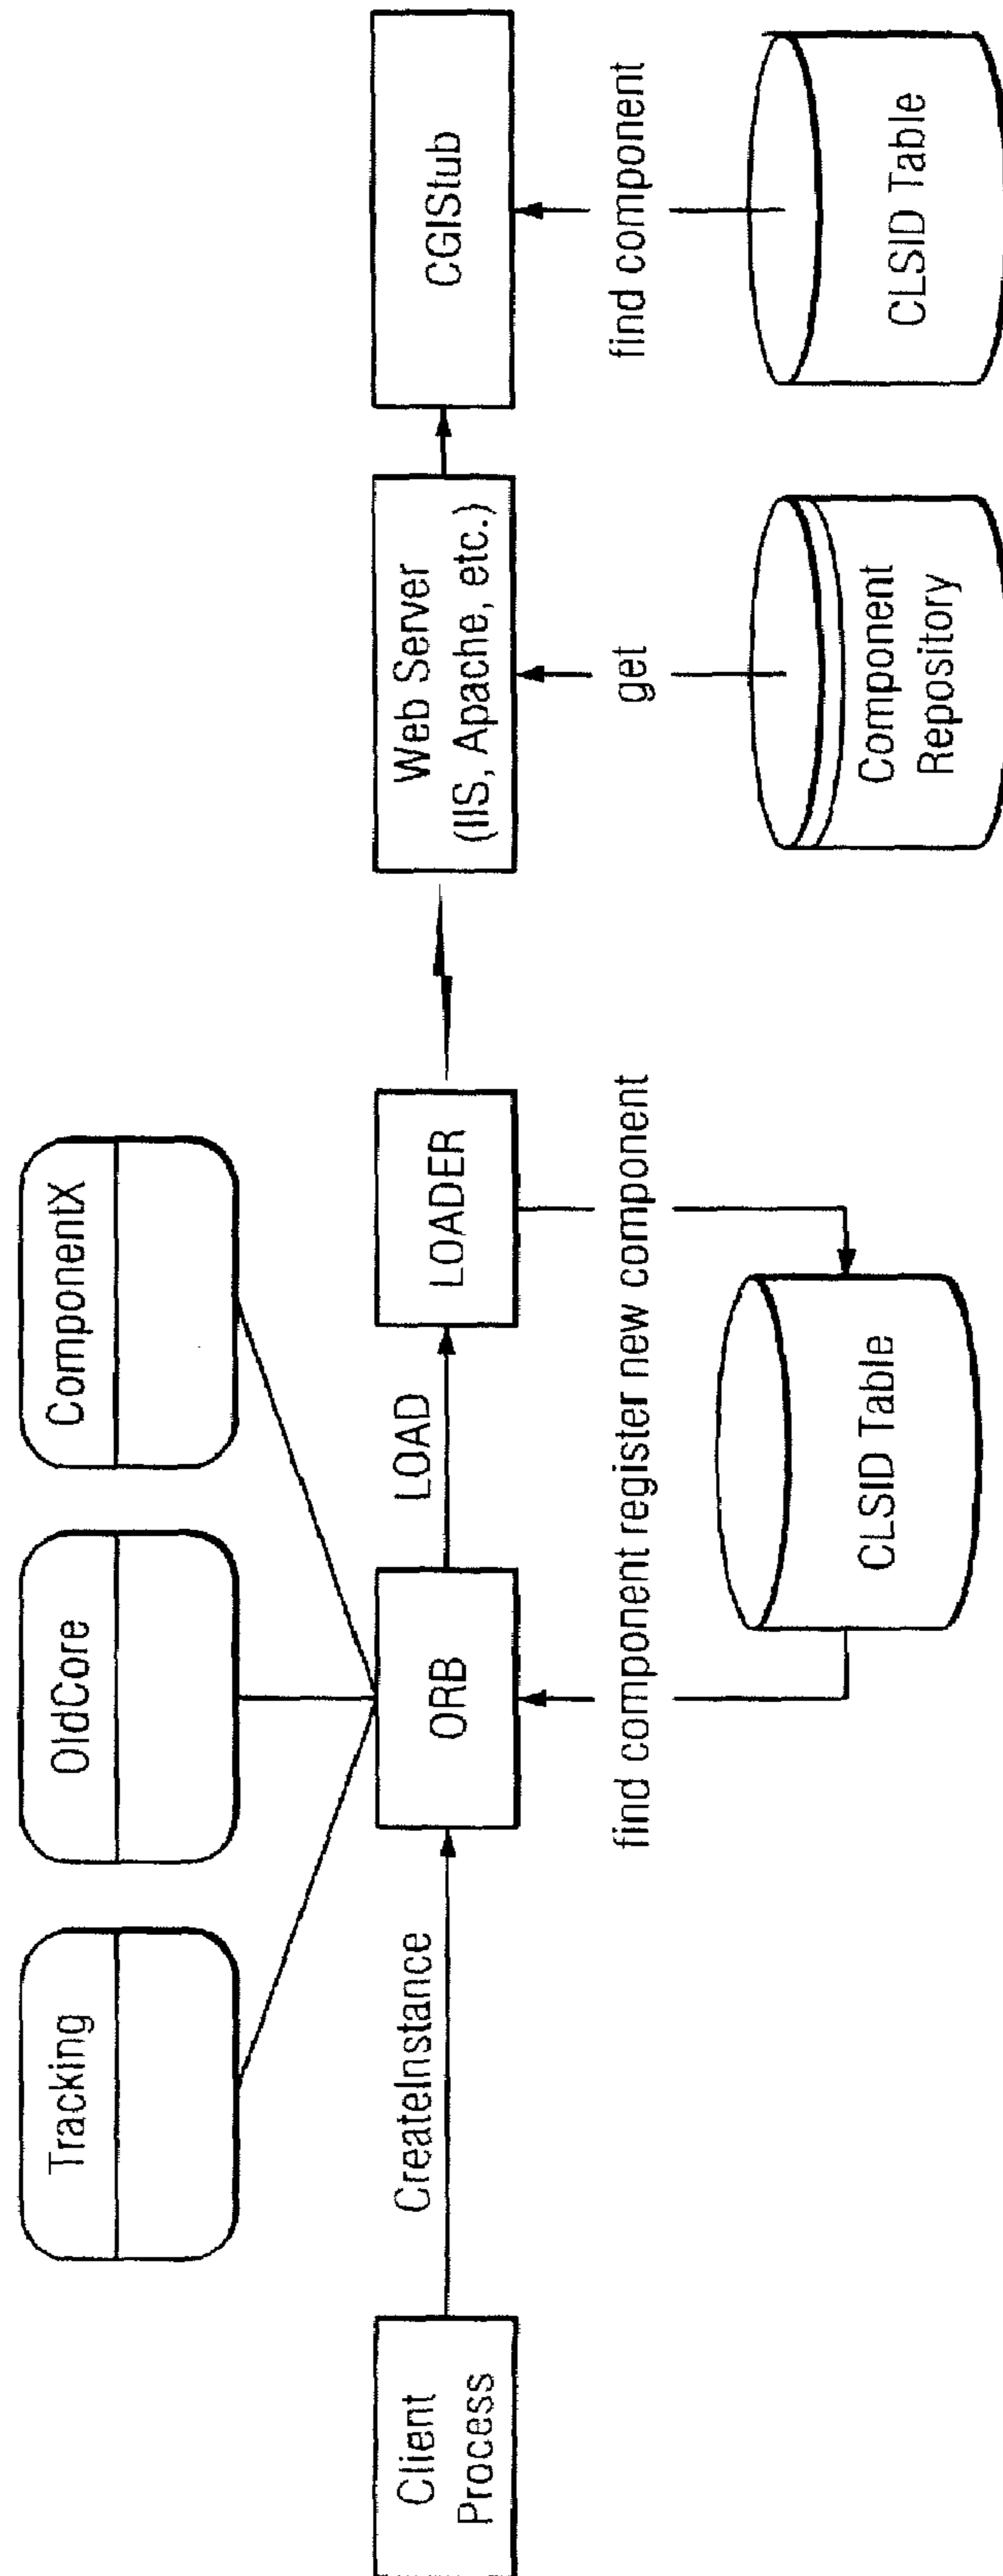 Tracking
OldCore
ComponentX
Client
Process
CreateInstance
ORB
LOAD
LOADER
Web Server
(IIS, Apache, etc.)
CGIStub
find component register new component
get
find component
CLSID Table
Component
Repository
CLSID Table